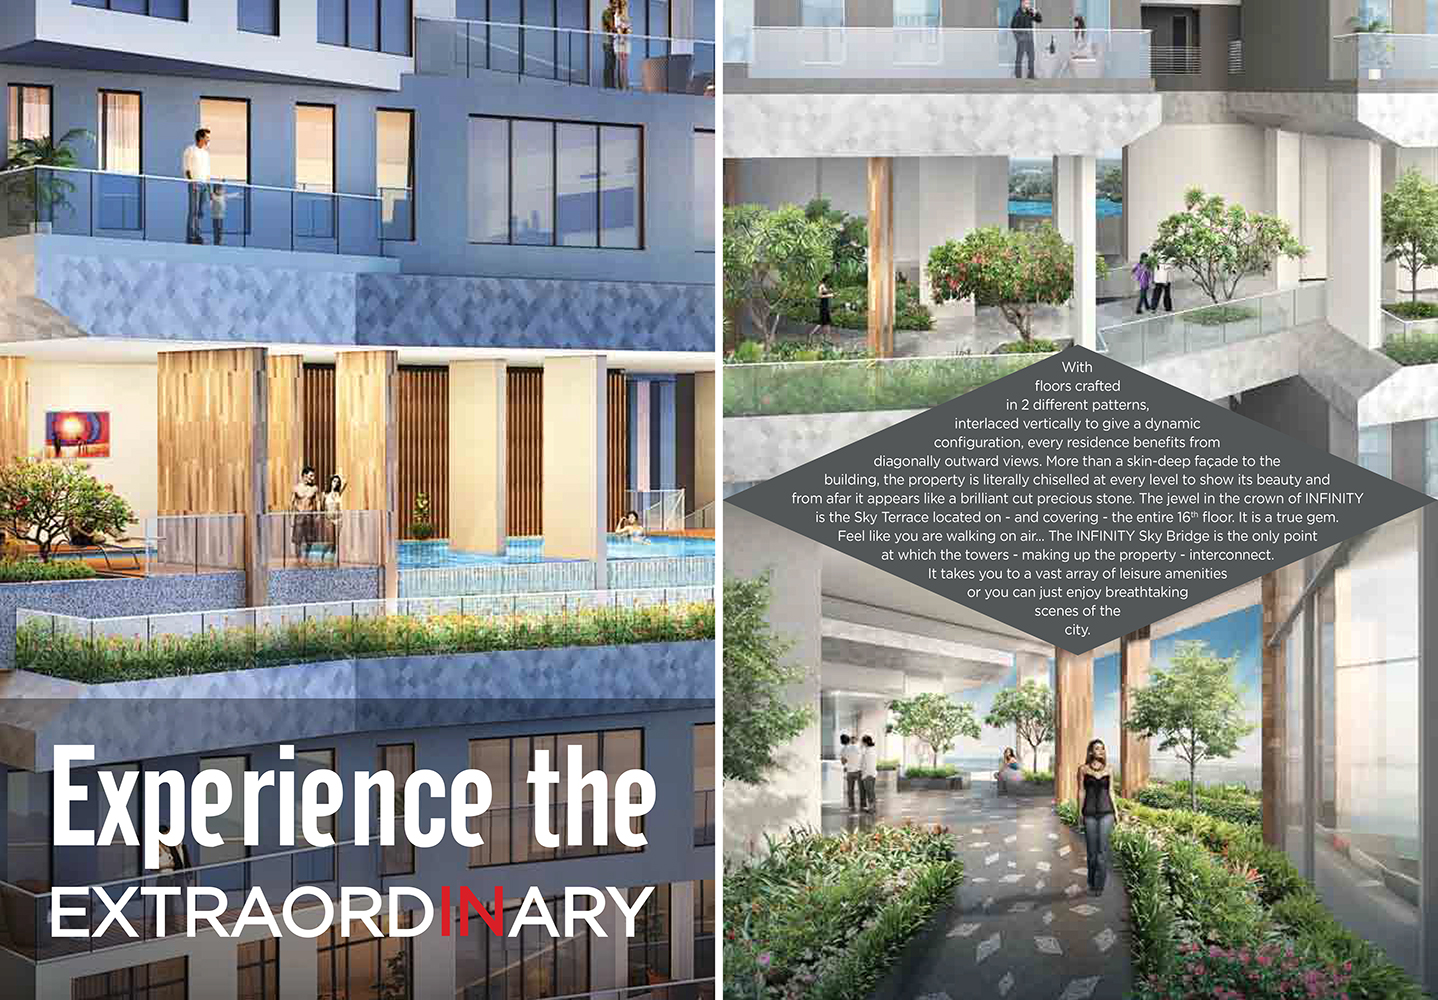 Experience the
EXTRAORDINARY
With
floors crafted
in 2 different patterns,
interlaced vertically to give a dynamic
configuration, every residence benefits from
diagonally outward views. More than a skin-deep façade to the
building, the property is literally chiselled at every level to show its beauty and
from afar it appears like a brilliant cut precious stone. The jewel in the crown of INFINITY
is the Sky Terrace located on - and covering - the entire 16th floor. It is a true gem.
Feel like you are walking on air... The INFINITY Sky Bridge is the only point
at which the towers - making up the property - interconnect.
It takes you to a vast array of leisure amenities
or you can just enjoy breathtaking
scenes of the
city.